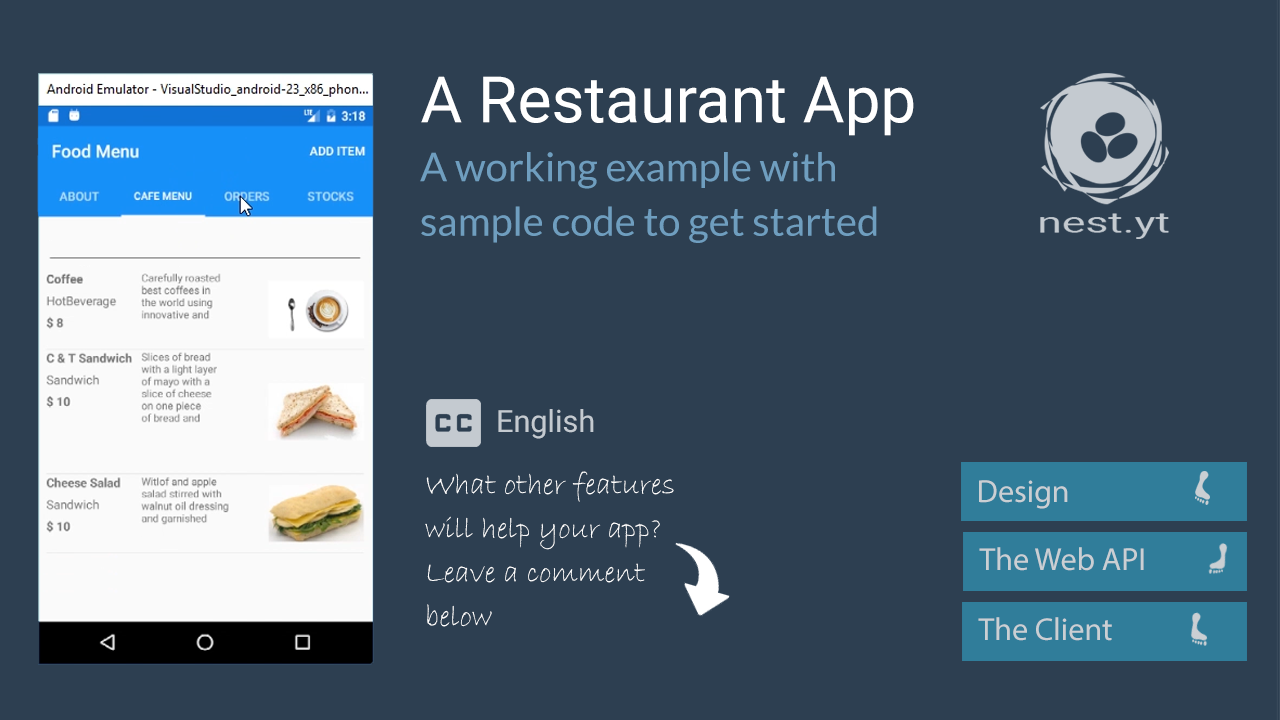 Android Emulator - VisualStudio_android-23_x86_phon...
LTE
3:18
Food Menu
ADD ITEM
ABOUT
CAFE MENU
ORDERS
STOCKS
Coffee
HotBeverage
$ 8
Carefully roasted
best coffees in
the world using
innovative and
C & T Sandwich
Sandwich
$ 10
Slices of bread
with a light layer
of mayo with a
slice of cheese
on one piece
of bread and
Cheese Salad
Sandwich
$ 10
Witlof and apple
salad stirred with
walnut oil dressing
and garnished
A Restaurant App
A working example with
sample code to get started
CC English
What other features
will help your app?
Leave a comment
below
nest.yt
Design
The Web API
The Client